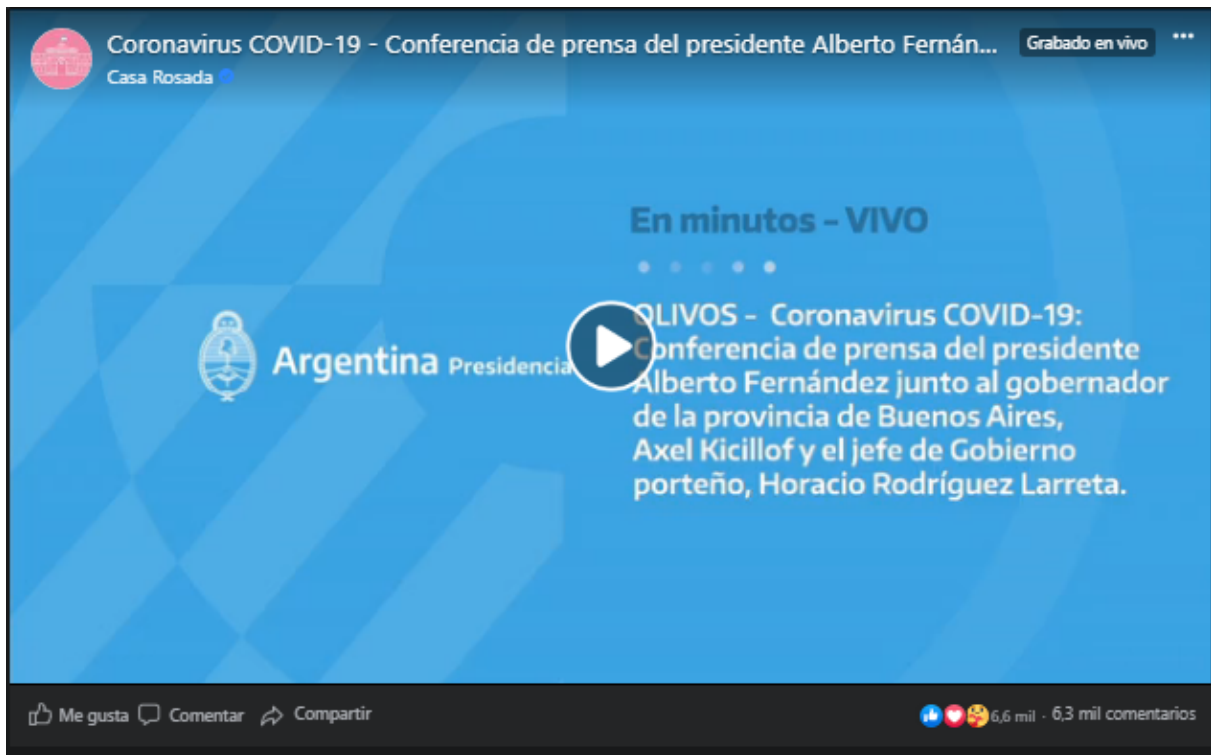 Coronavirus COVID-19 - Conferencia de prensa del presidente Alberto Fernán...
Grabado en vivo
Casa Rosada
En minutos - VIVO
OLIVOS - Coronavirus COVID-19:
Conferencia de prensa del presidente
Alberto Fernández junto al gobernador
de la provincia de Buenos Aires,
Axel Kicillof y el jefe de Gobierno
porteño, Horacio Rodríguez Larreta.
Argentina Presidencia
Me gusta Comentar Compartir
6,6 mil · 6,3 mil comentarios